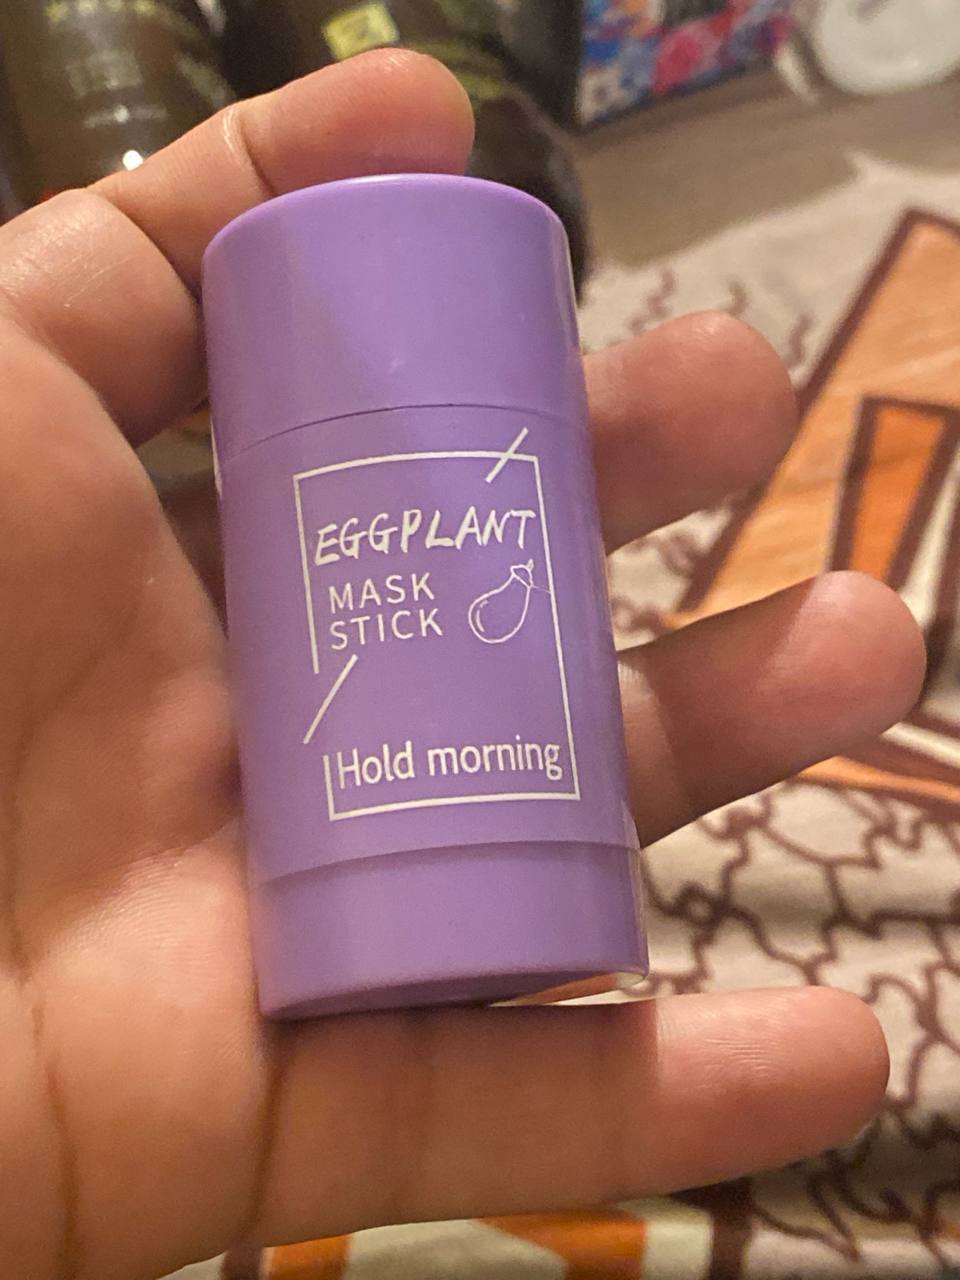 EGGPLANT
MASK
STICK
Hold morning